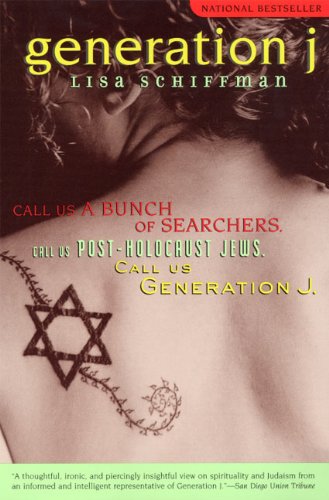 NATIONAL BESTSELLER
generation j
LISA SCHIFFMAN
CALL US A BUNCH
OF SEARCHERS.
CALL US POST-HOLOCAUST JEWS.
CALL US
GENERATION J.
"A thoughtful, ironic, and piercingly insightful view on spirituality and Judaism from
an informed and intelligent representative of Generation J."—San Diego Union Tribune